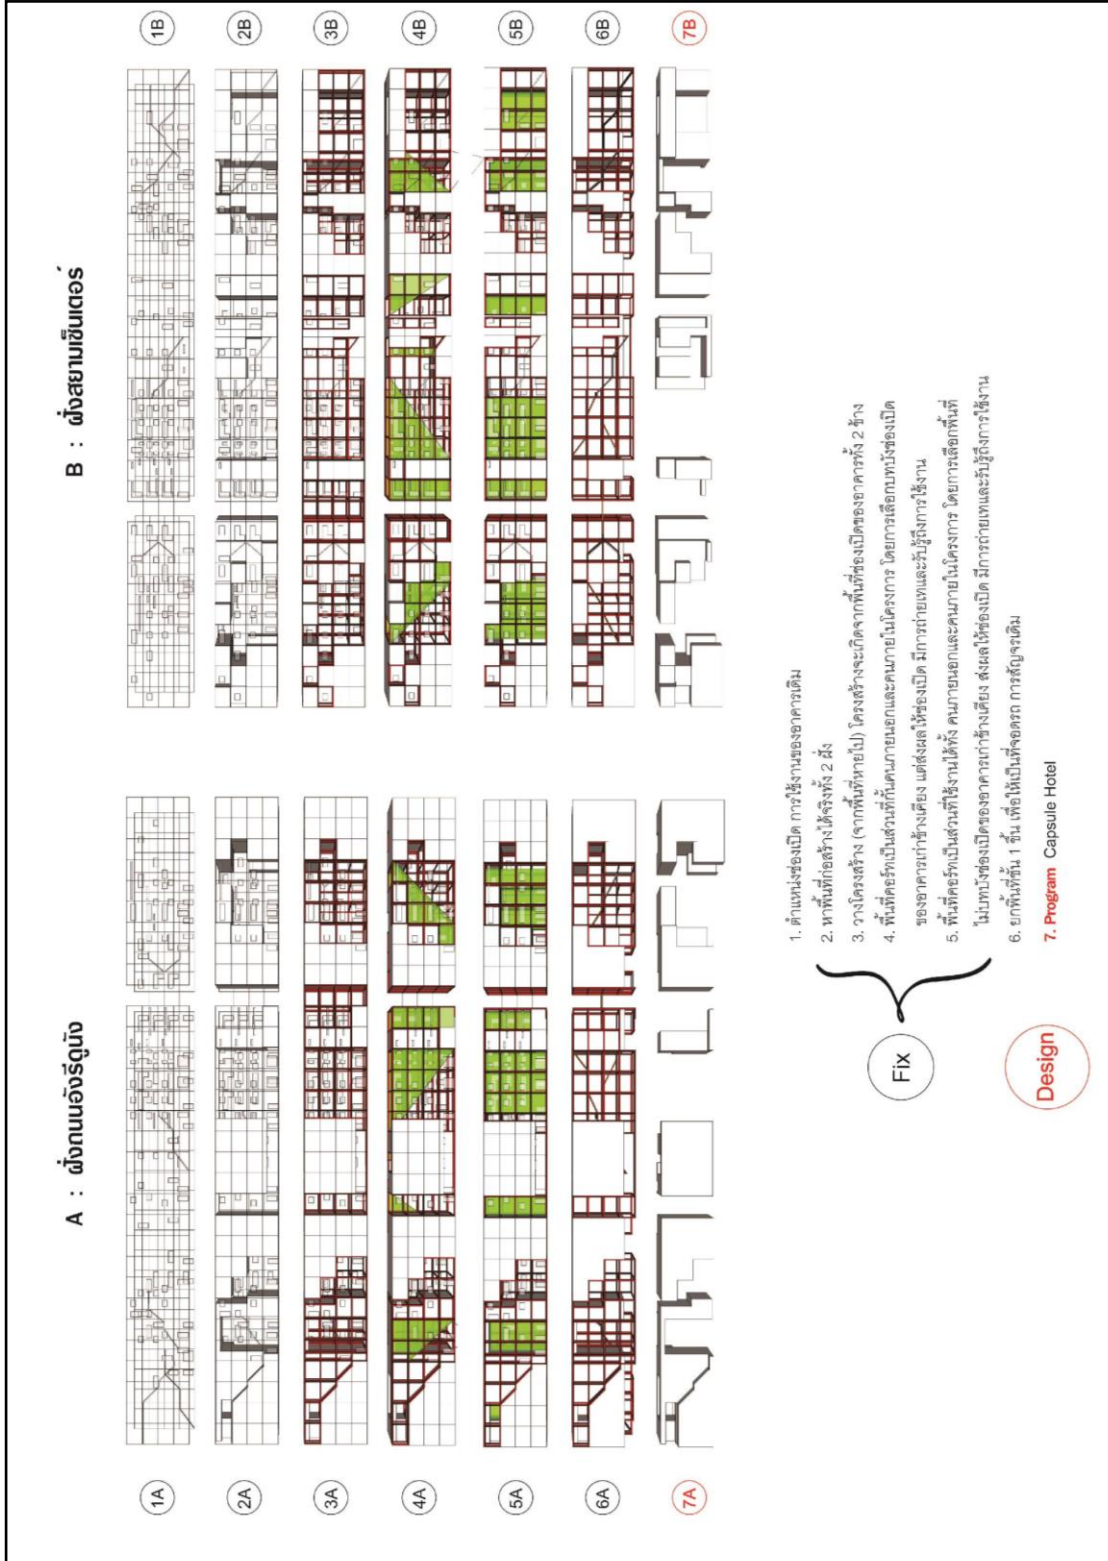 A : ฝั่งถนนอังรีดูนัง
B : ฝั่งสยามเซ็นเตอร์
1A
1B
2A
2B
3A
3B
4A
4B
5A
5B
6A
6B
7A
7B
Fix
1. ตำแหน่งช่องเปิด การใช้งานของอาคารเดิม
2. หาพื้นที่ก่อสร้างได้จริงทั้ง 2 ฝั่ง
3. วางโครงสร้าง (จากพื้นที่หายไป) โครงสร้างจะเกิดจากพื้นที่ช่องเปิดของอาคารทั้ง 2 ข้าง
4. พื้นที่คอร์ทเป็นส่วนที่กั้นคนภายนอกและคนภายในโครงการ โดยการเลือกบทบังช่องเปิด
ของอาคารเก่าข้างเคียง แต่ส่งผลให้ช่องเปิด มีการถ่ายเทและรับรู้ถึงการใช้งาน
5. พื้นที่คอร์ทเป็นส่วนที่ใช้งานได้ทั้ง คนภายนอกและคนภายในโครงการ โดยการเลือกพื้นที่
ไม่บทบังช่องเปิดของอาคารเก่าข้างเคียง ส่งผลให้ช่องเปิด มีการถ่ายเทและรับรู้ถึงการใช้งาน
6. ยกพื้นที่ชั้น 1 ขึ้น เพื่อให้เป็นที่จอดรถ การสัญจรเดิม
Design
7. Program Capsule Hotel